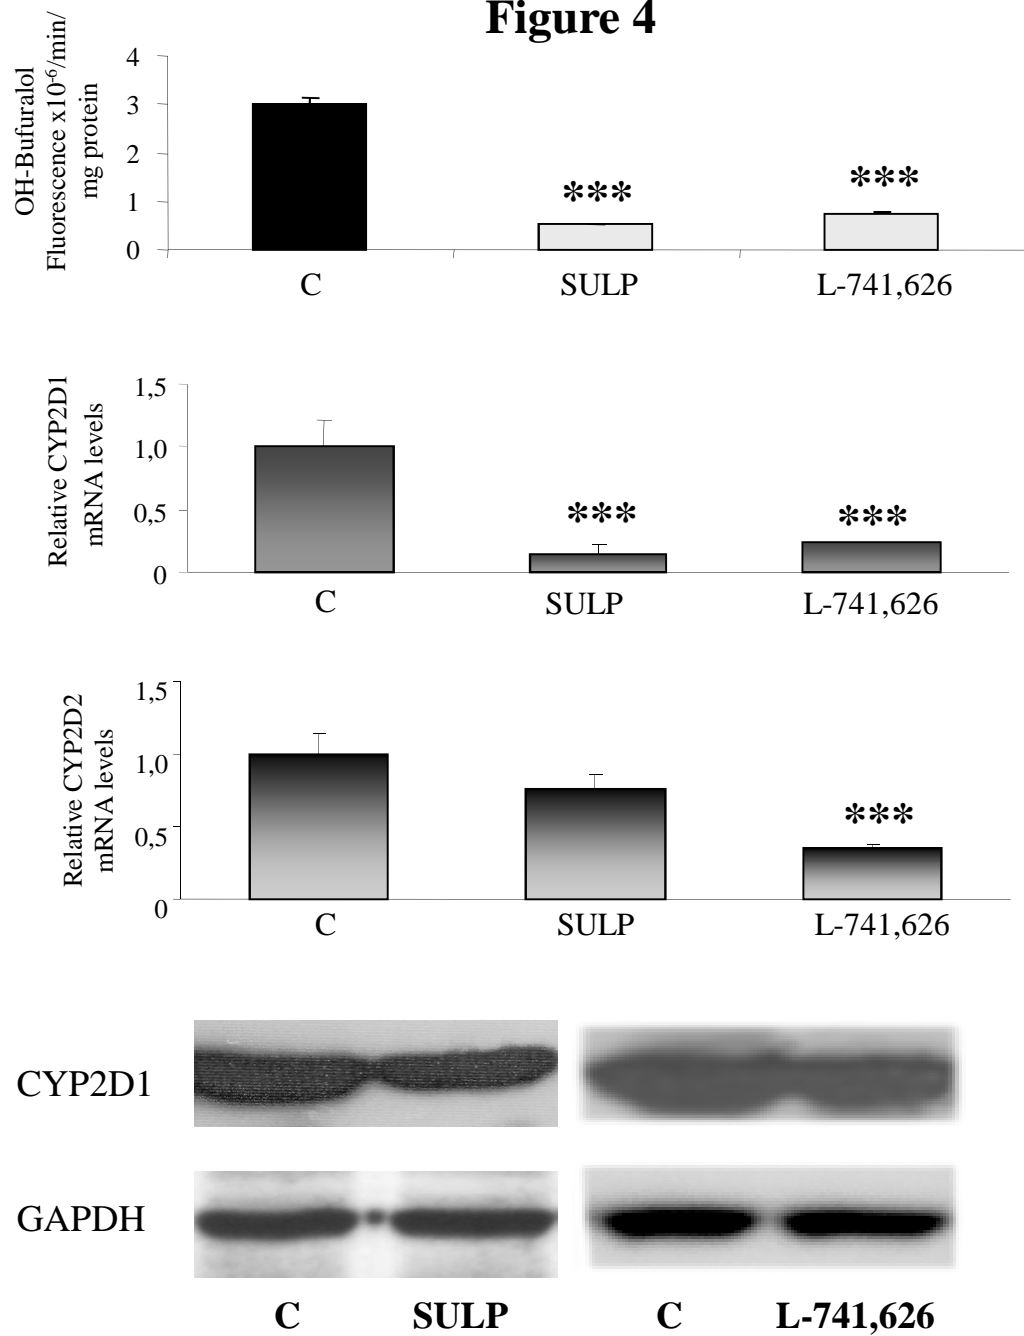 Figure 4
OH-Bufuralol
Fluorescence x10-6/min/
mg protein
4
3
2
1
0
***
***
C
SULP
L-741,626
Relative CYP2D1
mRNA levels
1,5
1,0
0,5
0
***
***
C
SULP
L-741,626
Relative CYP2D2
mRNA levels
1,5
1,0
0,5
0
***
C
SULP
L-741,626
CYP2D1
GAPDH
C SULP C L-741,626